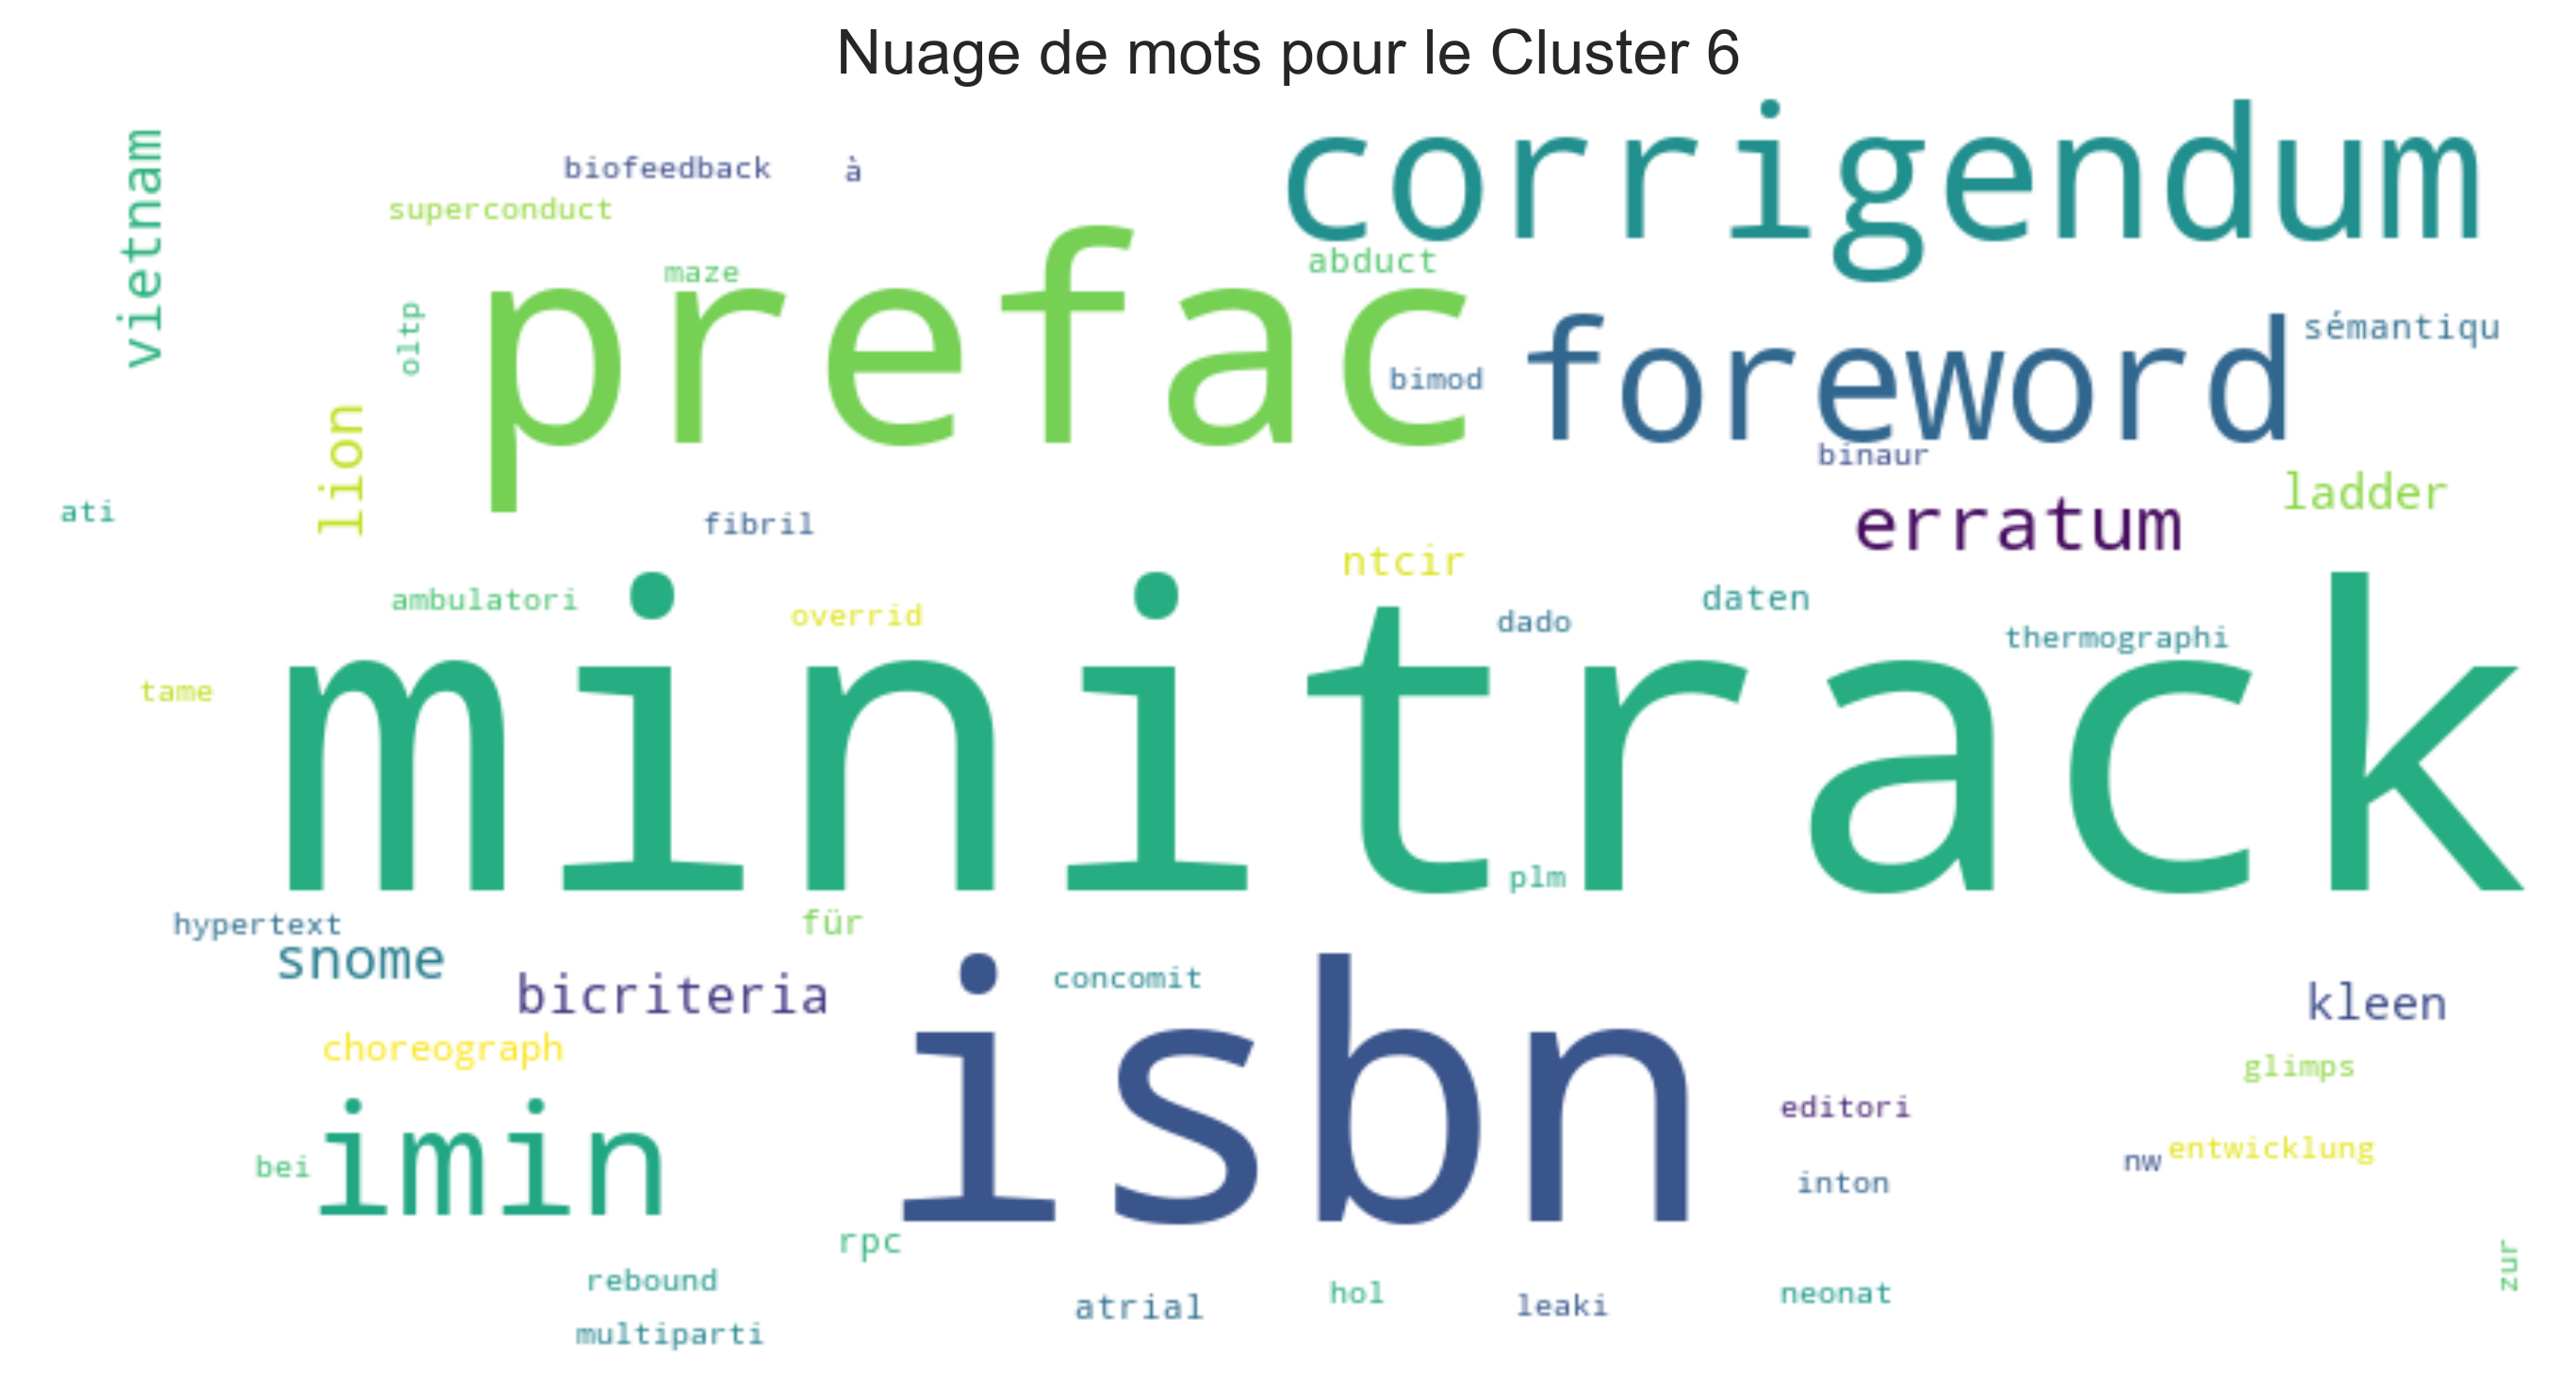 Nuage de mots pour le Cluster 6
corrigendum
vietnam
biofeedback
à
superconduct
prefac
maze
abduct
oltp
foreword
sémantiqu
bimod
lion
binaur
ladder
ati
fibril
erratum
ntcir
minitrack
ambulatori
overrid
dado
daten
thermographi
tame
plm
hypertext
für
snome
isbn
concomit
bicriteria
kleen
choreograph
glimps
imin
editori
bei
nw
entwicklung
inton
rpc
zur
rebound
atrial
hol
leaki
neonat
multiparti